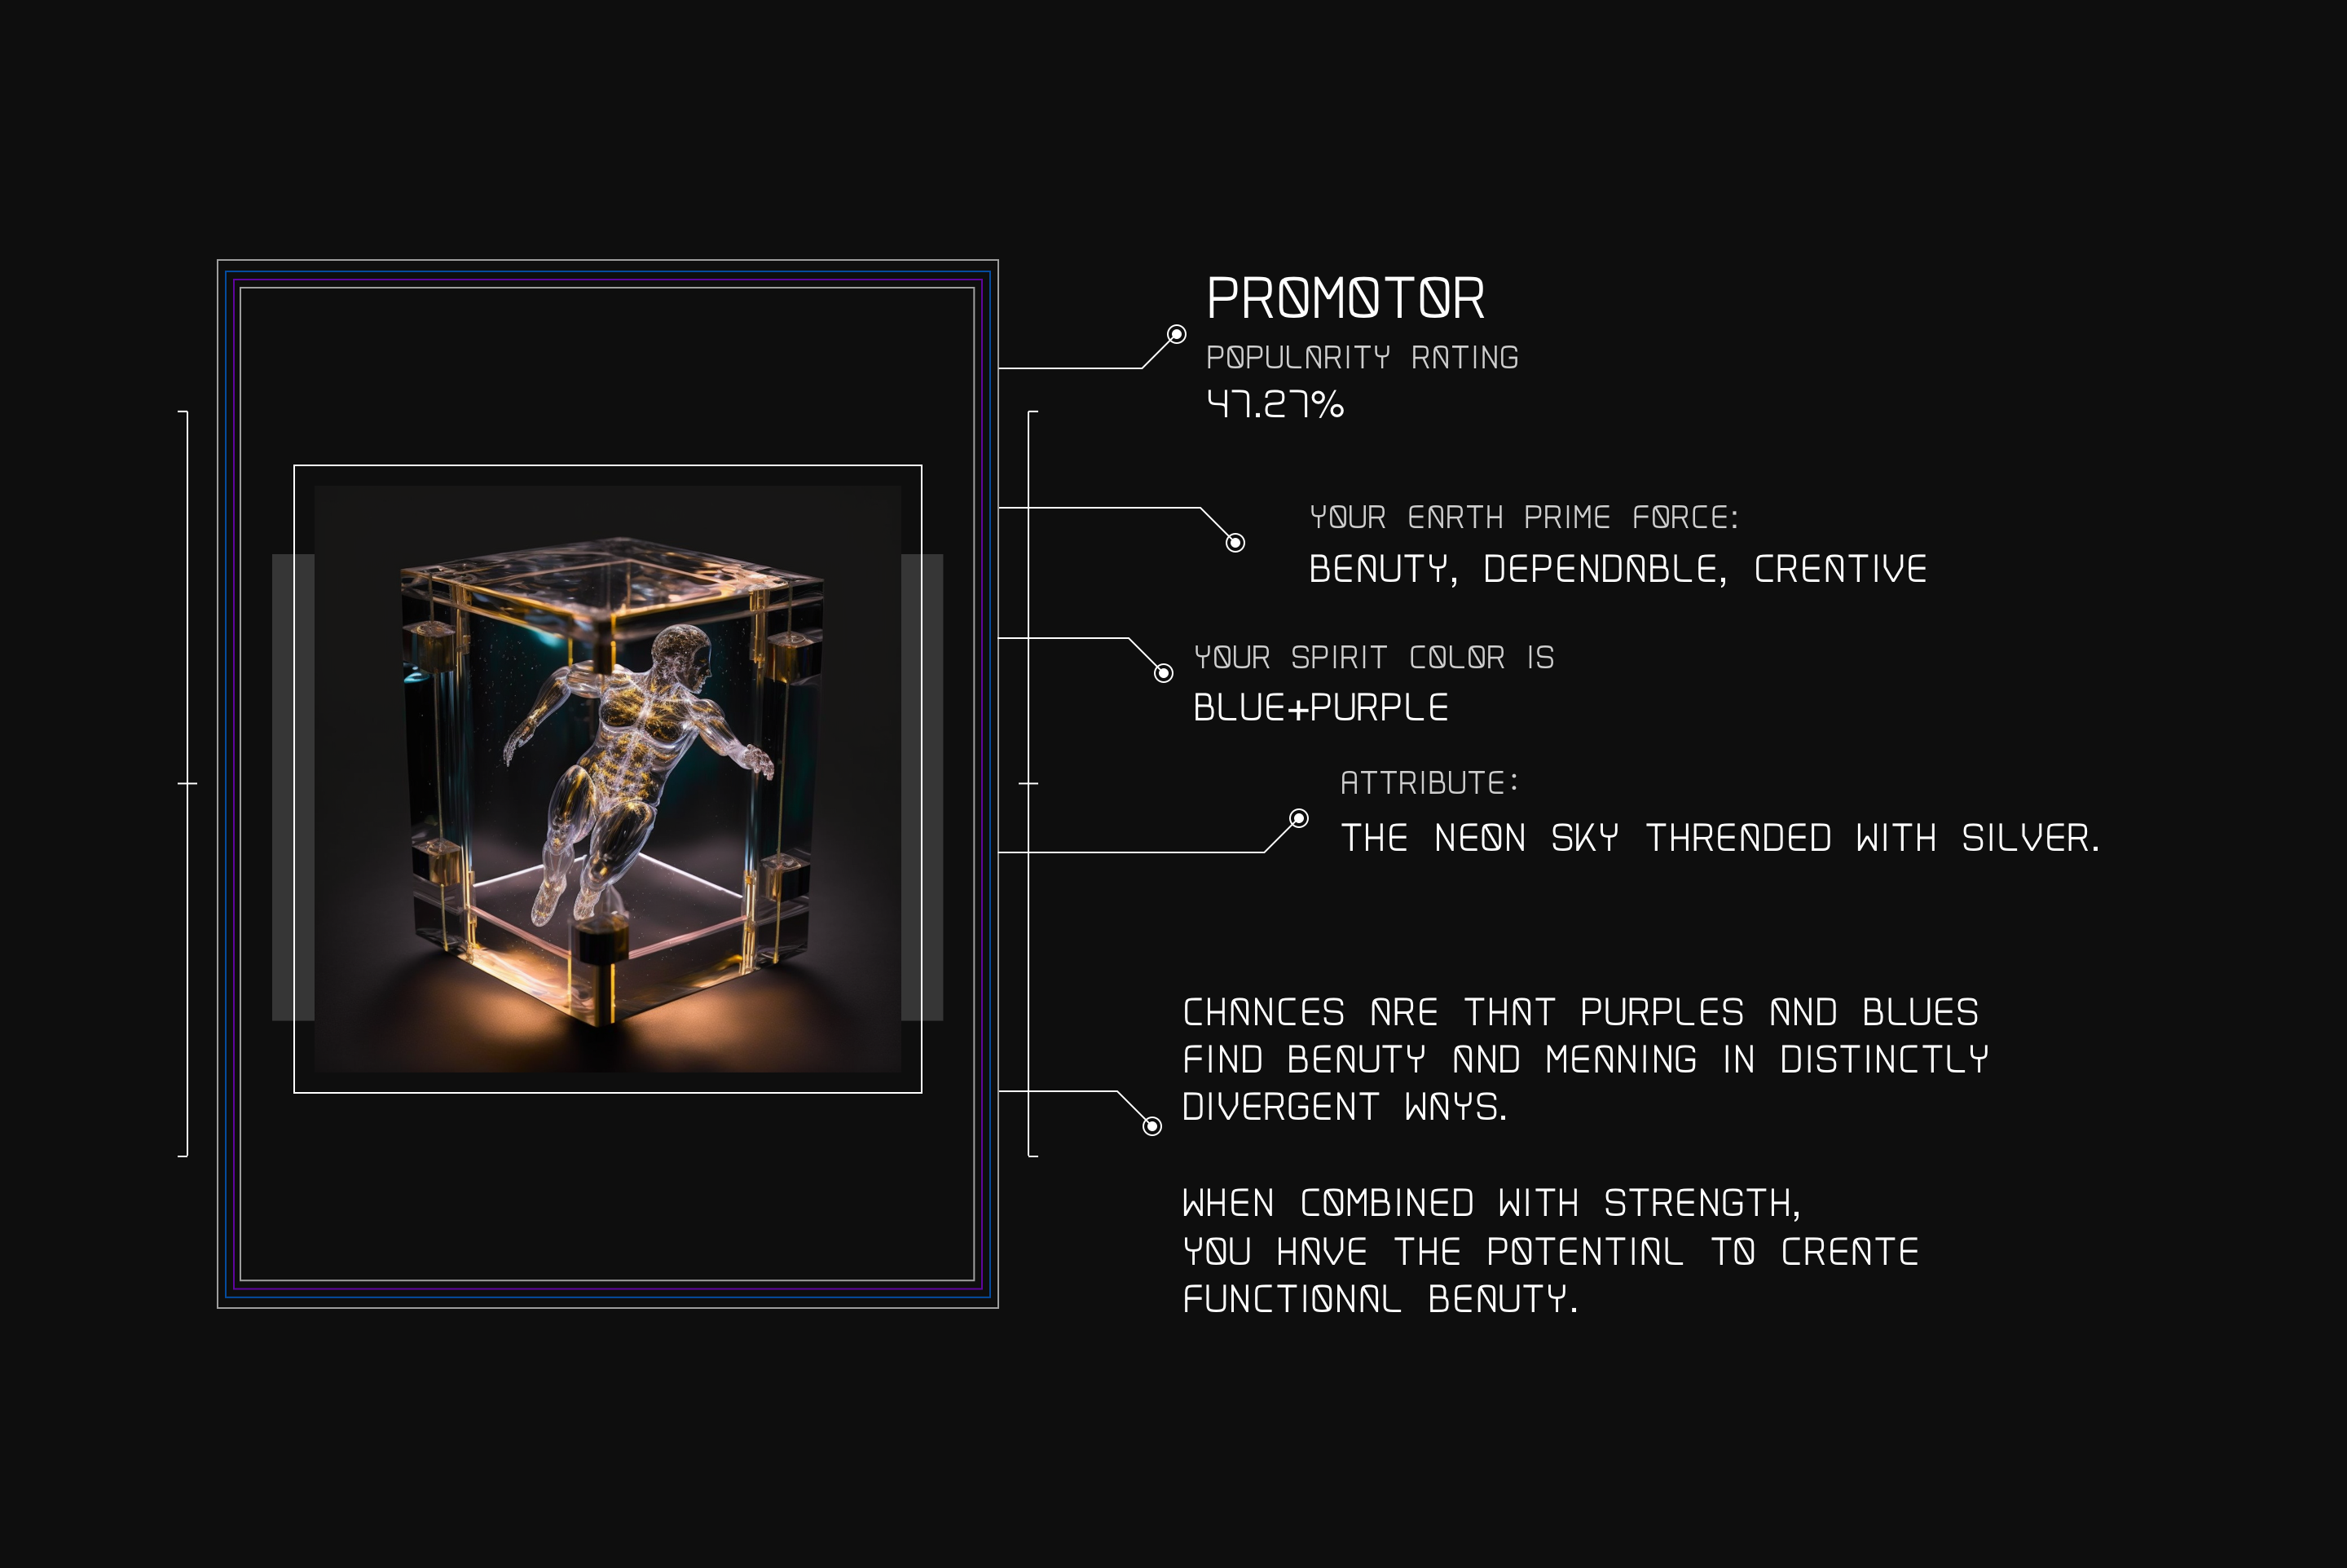 PROMOTOR
POPULARITY RATING
47.27%
YOUR EARTH PRIME FORCE:
BEAUTY, DEPENDABLE, CREATIVE
YOUR SPIRIT COLOR IS
BLUE+PURPLE
ATTRIBUTE:
THE NEON SKY THREADED WITH SILVER.
CHANCES ARE THAT PURPLES AND BLUES
FIND BEAUTY AND MEANING IN DISTINCTLY
DIVERGENT WAYS.
WHEN COMBINED WITH STRENGTH,
YOU HAVE THE POTENTIAL TO CREATE
FUNCTIONAL BEAUTY.